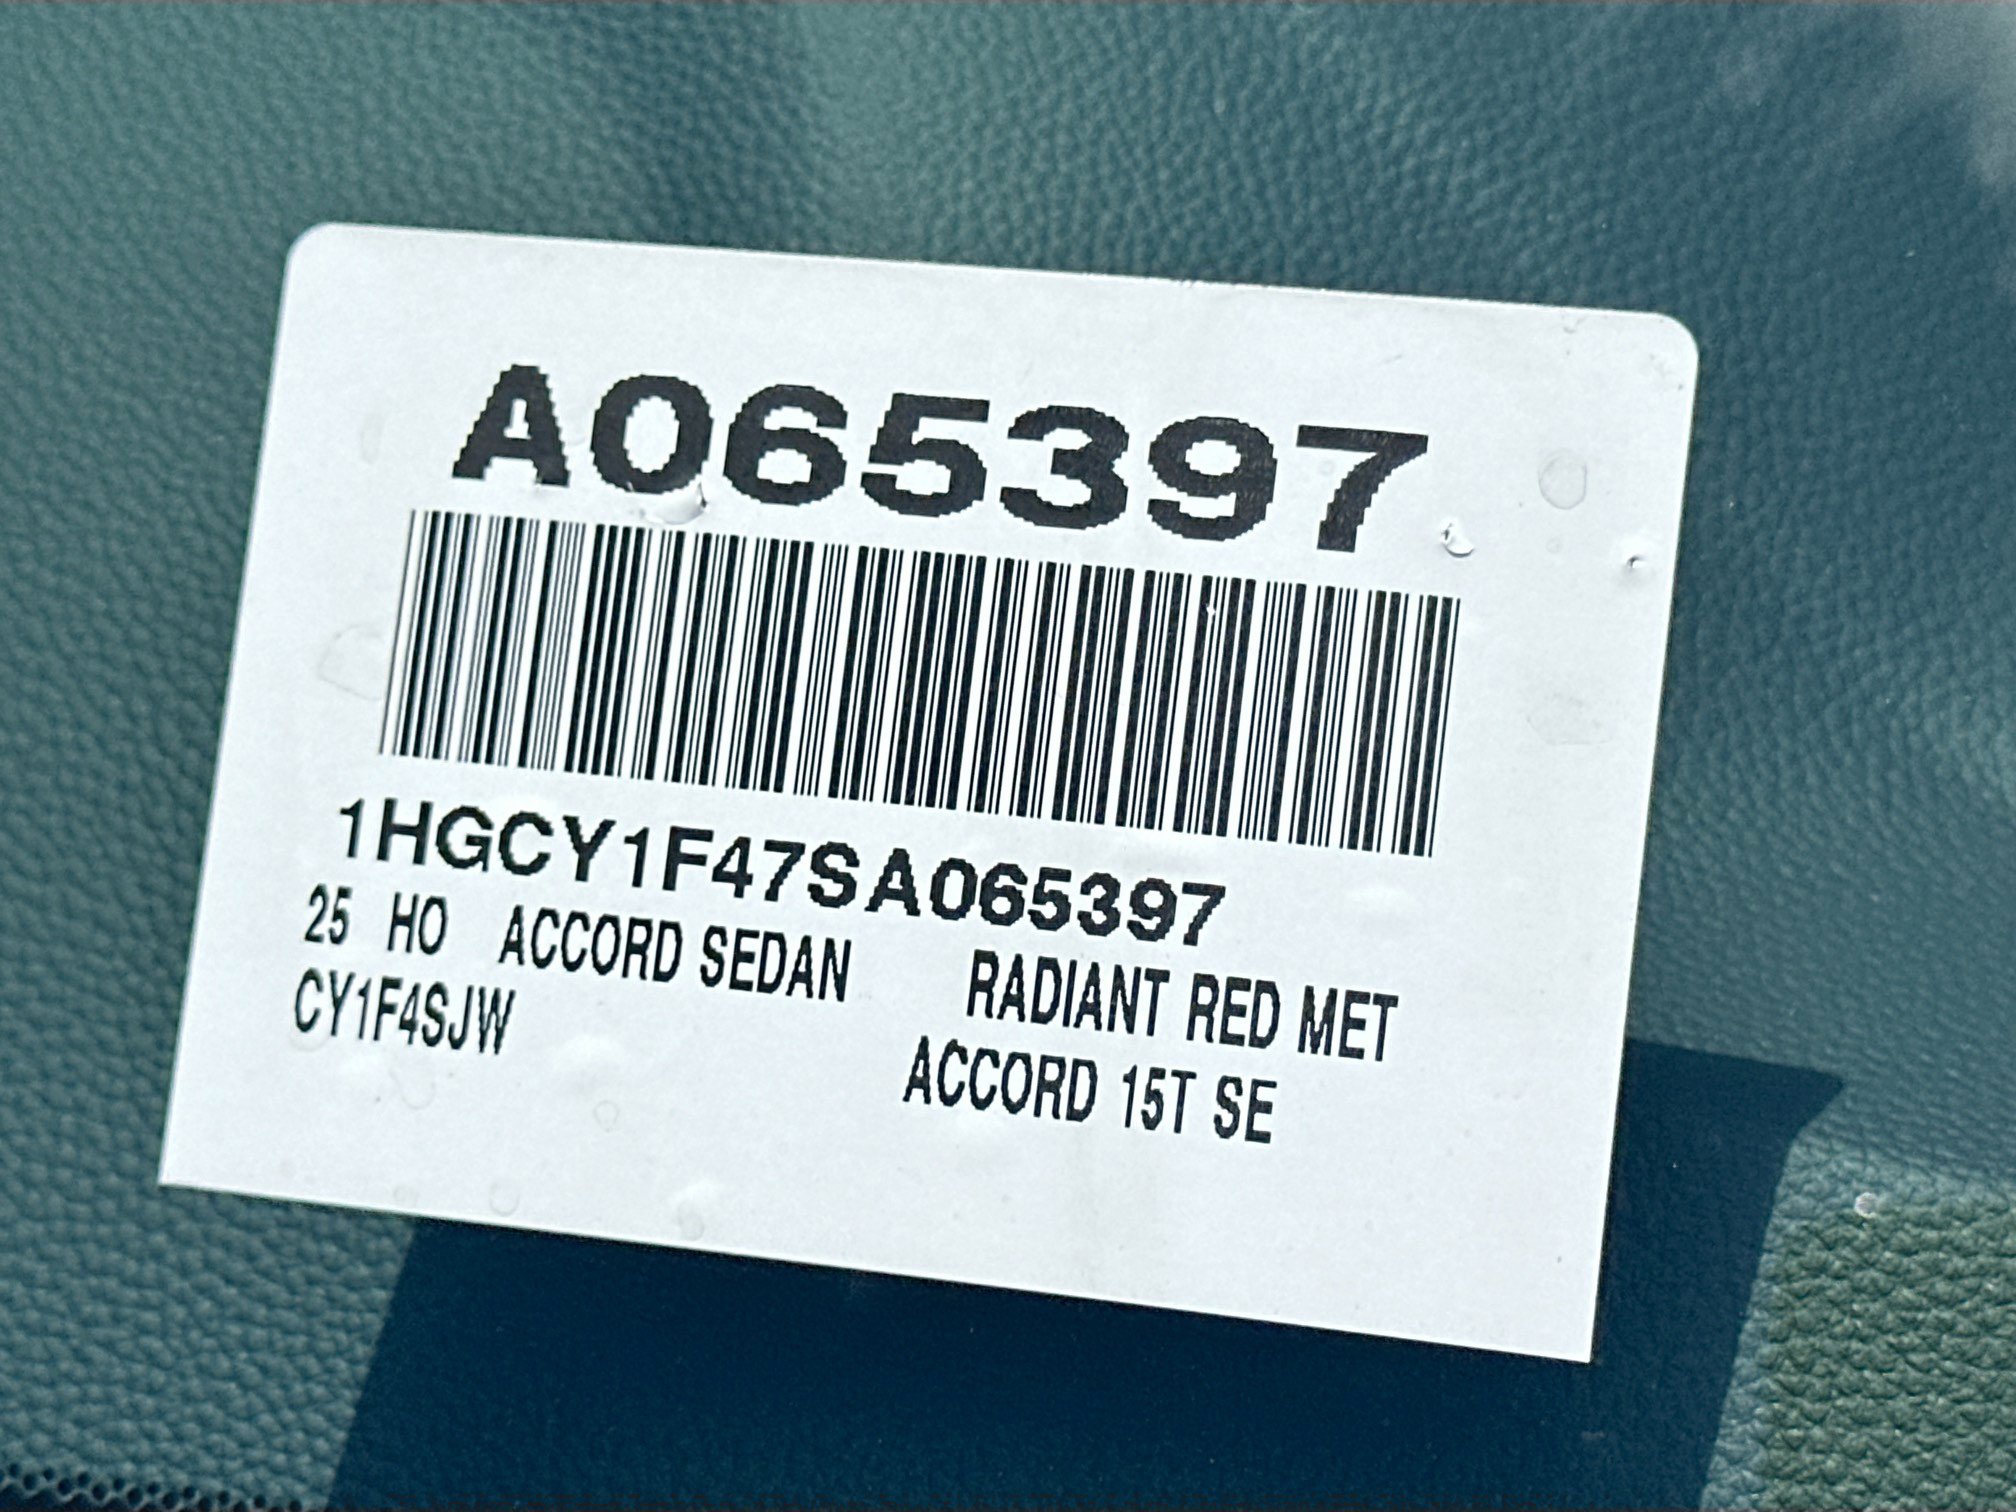 A065397
1HGCY1F47SA065397
25 HO ACCORD SEDAN RADIANT RED MET
CY1F4SJW ACCORD 15T SE